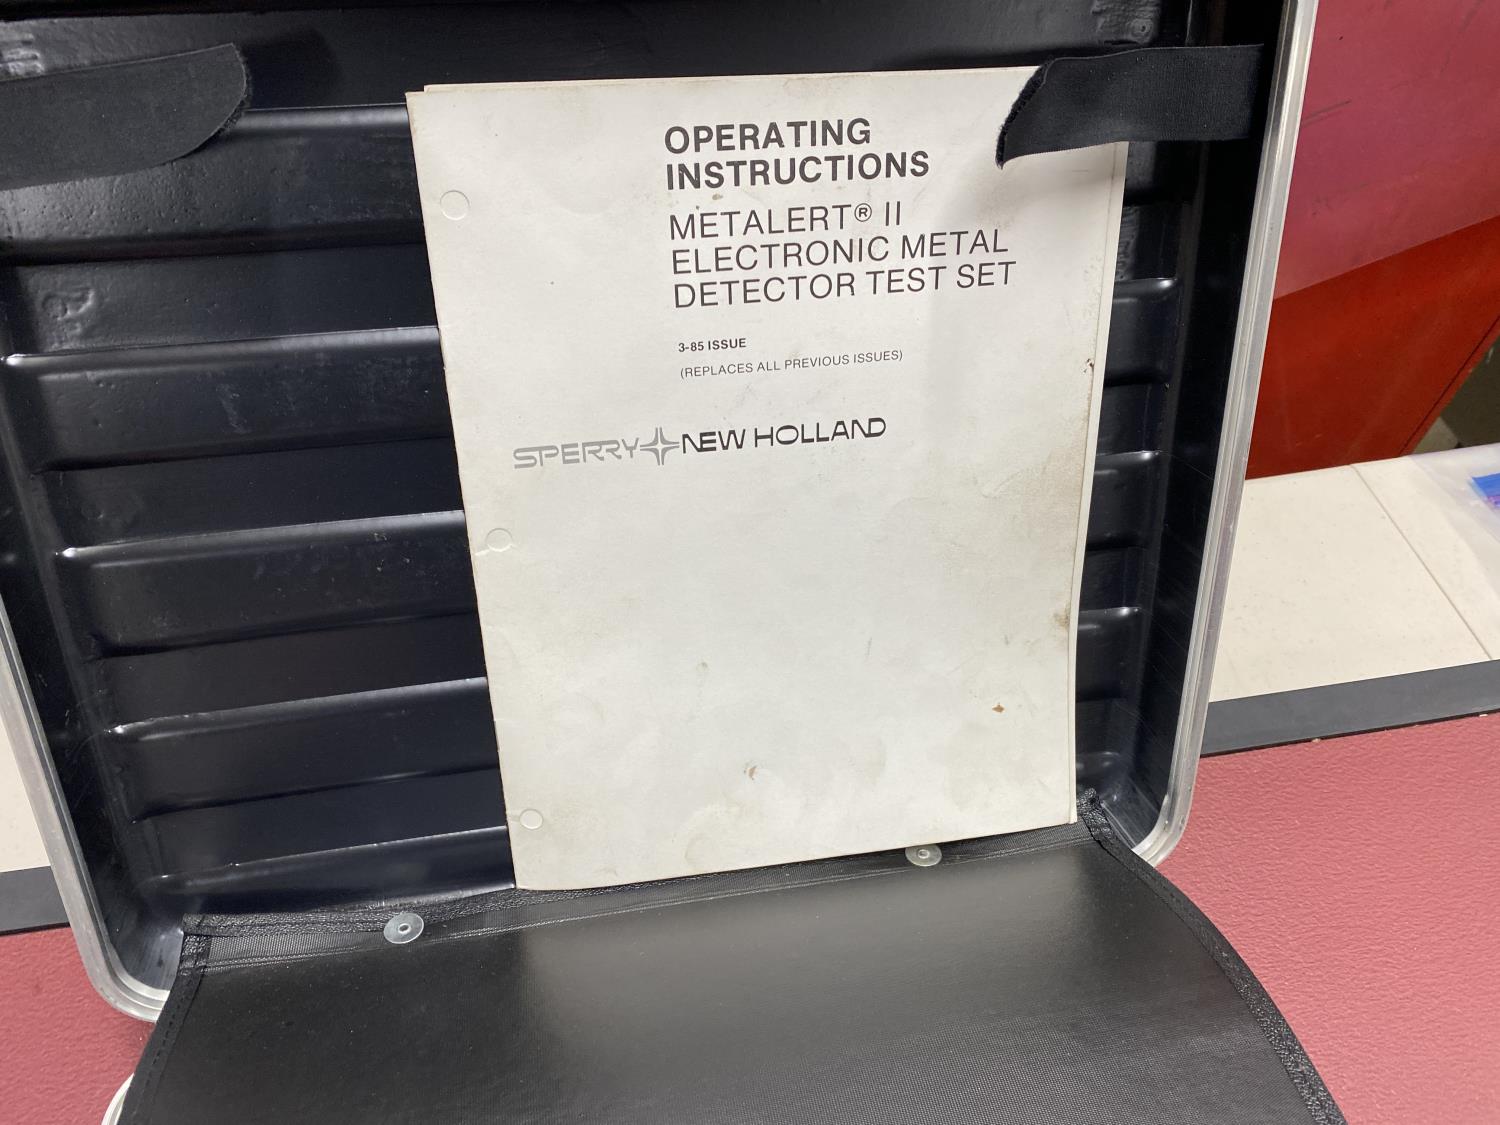 OPERATING
INSTRUCTIONS
METALERT® II
ELECTRONIC METAL
DETECTOR TEST SET
3-85 ISSUE
(REPLACES ALL PREVIOUS ISSUES)
SPERRY NEW HOLLAND